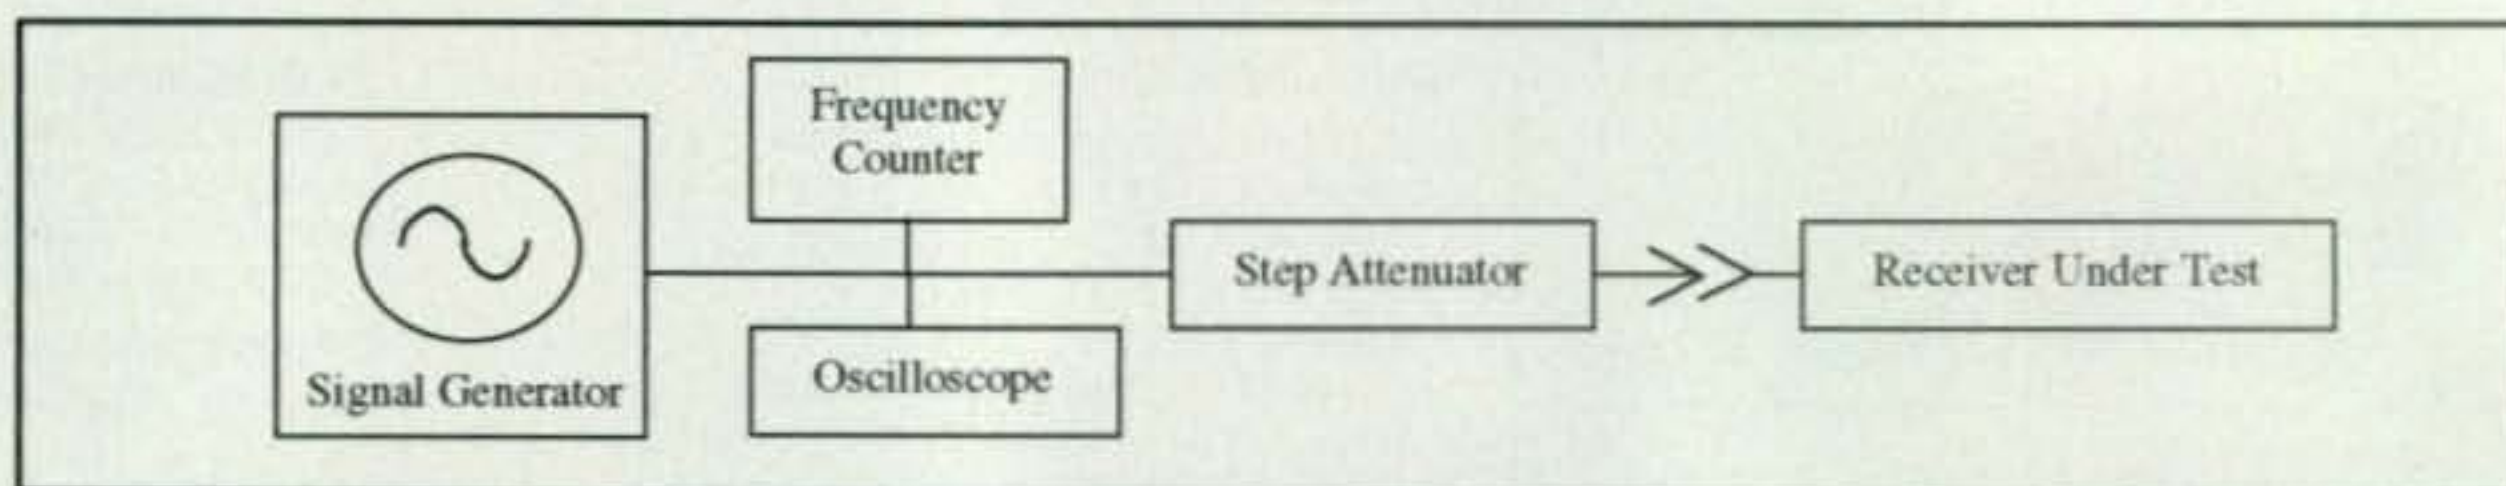 Frequency
Counter
Signal Generator
Oscilloscope
Step Attenuator
Receiver Under Test